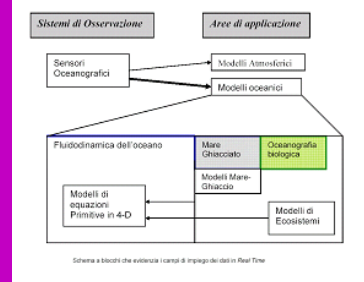 Sistemi di Osservazione
Aree di applicazione
Sensori
Oceanografici
Modelli Atmosferici
Modelli oceanici
Fluidodinamica dell'oceano
Mare
Ghiacciato
Oceanografia
biologica
Modelli Mare-
Ghiaccio
Modelli di
equazioni
Primitive in 4-D
Modelli di
Ecosistemi
Schema a blocchi che evidenzia i campi di impiego dei dati in Real Time